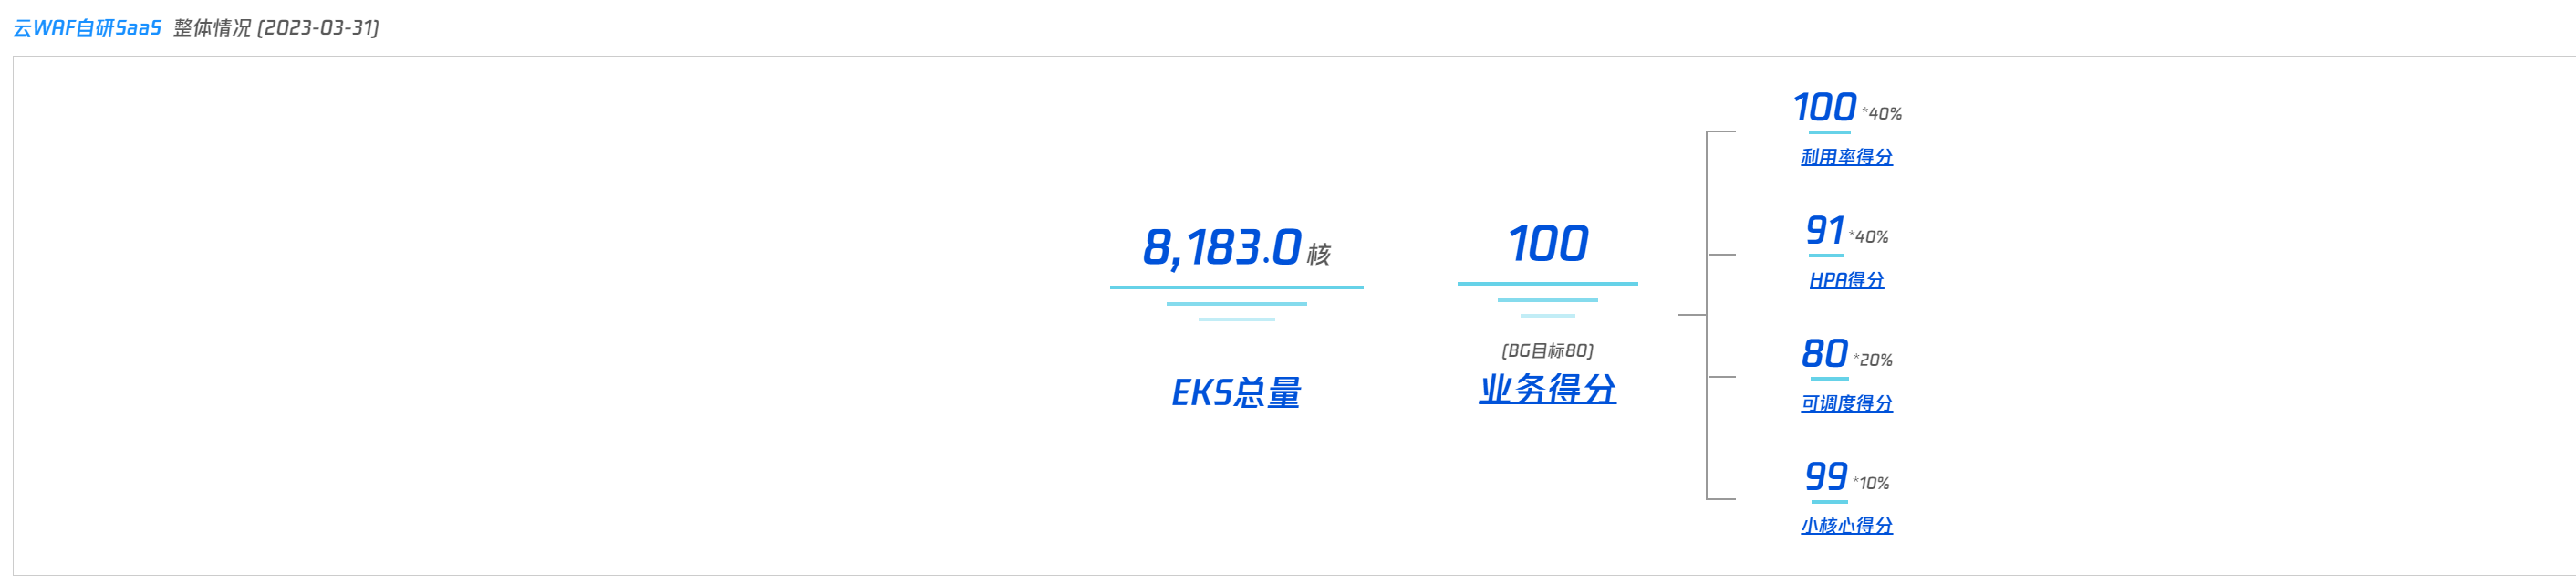 云WAF自研SaaS 整体情况 (2023-03-31)
8,183.0 核
EKS总量
100
(BG目标80)
业务得分
100 *40%
利用率得分
91 *40%
HPA得分
80 *20%
可调度得分
99 *10%
小核心得分